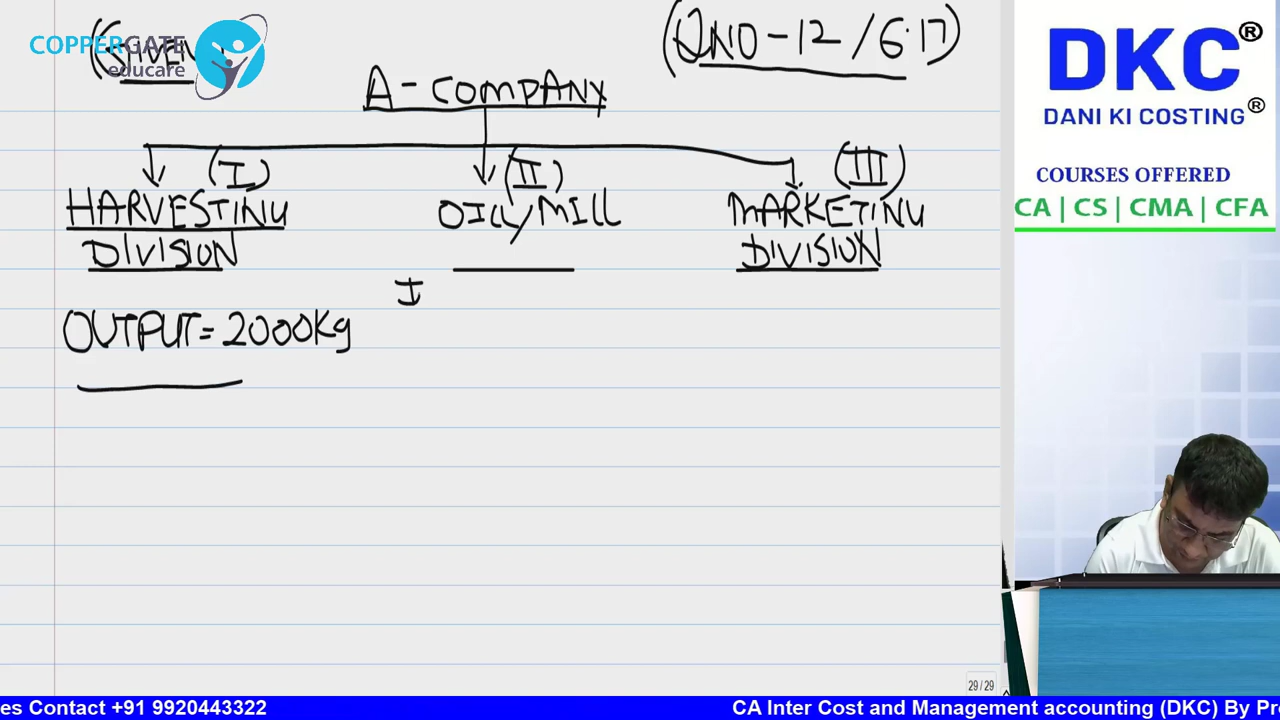 COPPERGATE
educare
(GIVEN
(QNO-12/6.17)
A-COMPANY
(I)
(II)
(III)
HARVESTING
DIVISION
OILL/MILL
MARKETING
DIVISION
I
OUTPUT=2000Kg
DKC®
DANI KI COSTING®
COURSES OFFERED
CA | CS | CMA | CFA
29/29
es Contact +91 9920443322
CA Inter Cost and Management accounting (DKC) By Pr